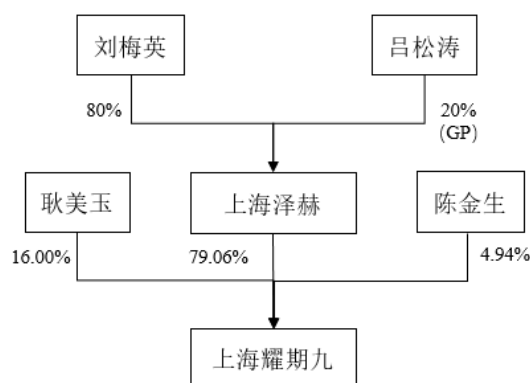 刘梅英
吕松涛
80%
20%
(GP)
耿美玉
上海泽赫
陈金生
16.00%
79.06%
4.94%
上海耀期九